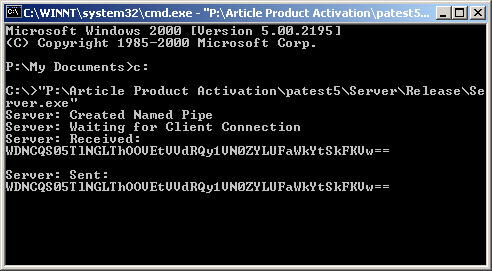 C:\WINNT\system32\cmd.exe - "P:\Article Product Activation\patest5...
Microsoft Windows 2000 [Version 5.00.2195]
(C) Copyright 1985-2000 Microsoft Corp.
P:\My Documents>c:
C:\>"P:\Article Product Activation\patest5\Server\Release\Se
rver.exe"
Server: Created Named Pipe
Server: Waiting for Client Connection
Server: Received:
WDNCQS05TlNGLThOOVEtVVdRQy1VN0ZYLUFaWkYtSkFKVw==
Server: Sent:
WDNCQS05TlNGLThOOVEtVVdRQy1VN0ZYLUFaWkYtSkFKVw==